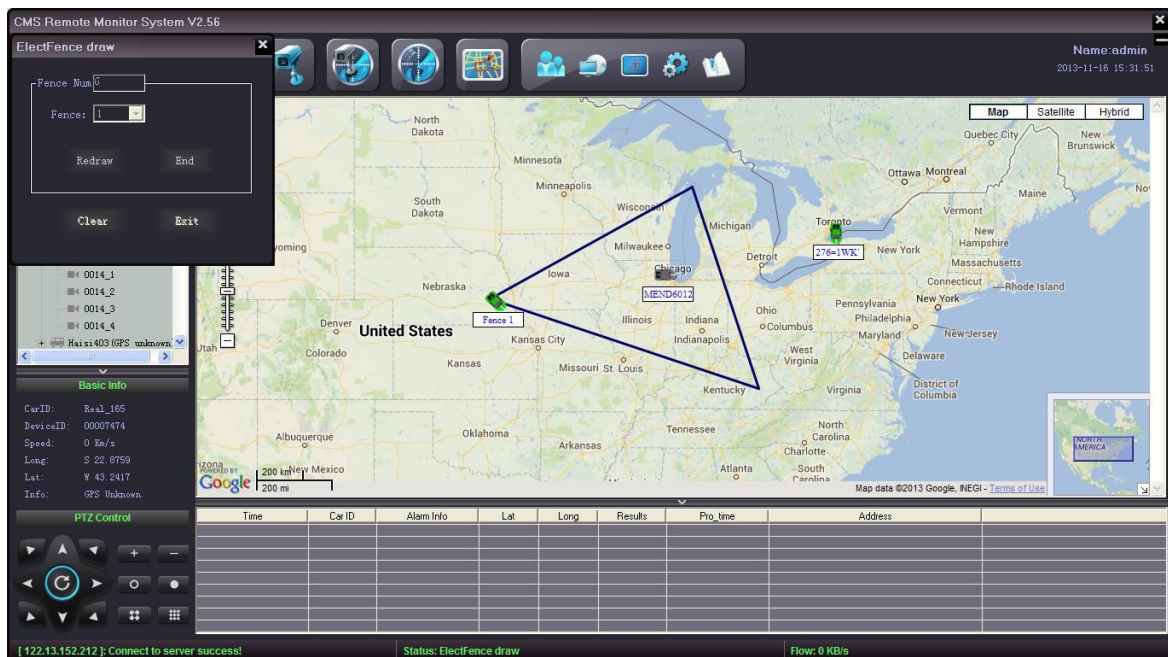 CMS Remote Monitor System V2.56
ElectFence draw
Name:admin
2013-11-16 15:31:51
Fence Num
Fence: 1
Redraw End
Clear Exit
Map Satellite Hybrid
North Dakota
Minnesota
Minneapolis
South Dakota
Wisconsin
Michigan
Milwaukee
Quebec City
New Brunswick
Ottawa Montreal
Maine
Vermont
Toronto
276=1WK'
New York
New Hampshire
Massachusetts
Detroit
Chicago
MEND6012
Iowa
Nebraska
Connecticut
Rhode Island
Fence 1
Denver
United States
Kansas City
Illinois
Indiana
Indianapolis
Ohio
Columbus
Pennsylvania
New York
Philadelphia
Maryland
New Jersey
Utah
Colorado
Kansas
Missouri St. Louis
West Virginia
Delaware
Kentucky
Virginia
District of Columbia
Albuquerque
Oklahoma
Arkansas
Tennessee
North Carolina
Charlotte
New Mexico
Atlanta
South Carolina
POWERED BY
Google
200 km
200 mi
Map data ©2013 Google, INEGI - Terms of Use
NORTH AMERICA
0014_1
0014_2
0014_3
0014_4
Haisi403(GPS unknown)
Basic Info
CarID: Real_165
DeviceID: 00007474
Speed: 0 Km/s
Long: S 22.8759
Lat: W 43.2417
Info: GPS Unknown.
PTZ Control
Time Car ID Alarm Info Lat Long Results Pro_time Address
[ 122.13.152.212 ]: Connect to server success! Status: ElectFence draw Flow: 0 KB/s